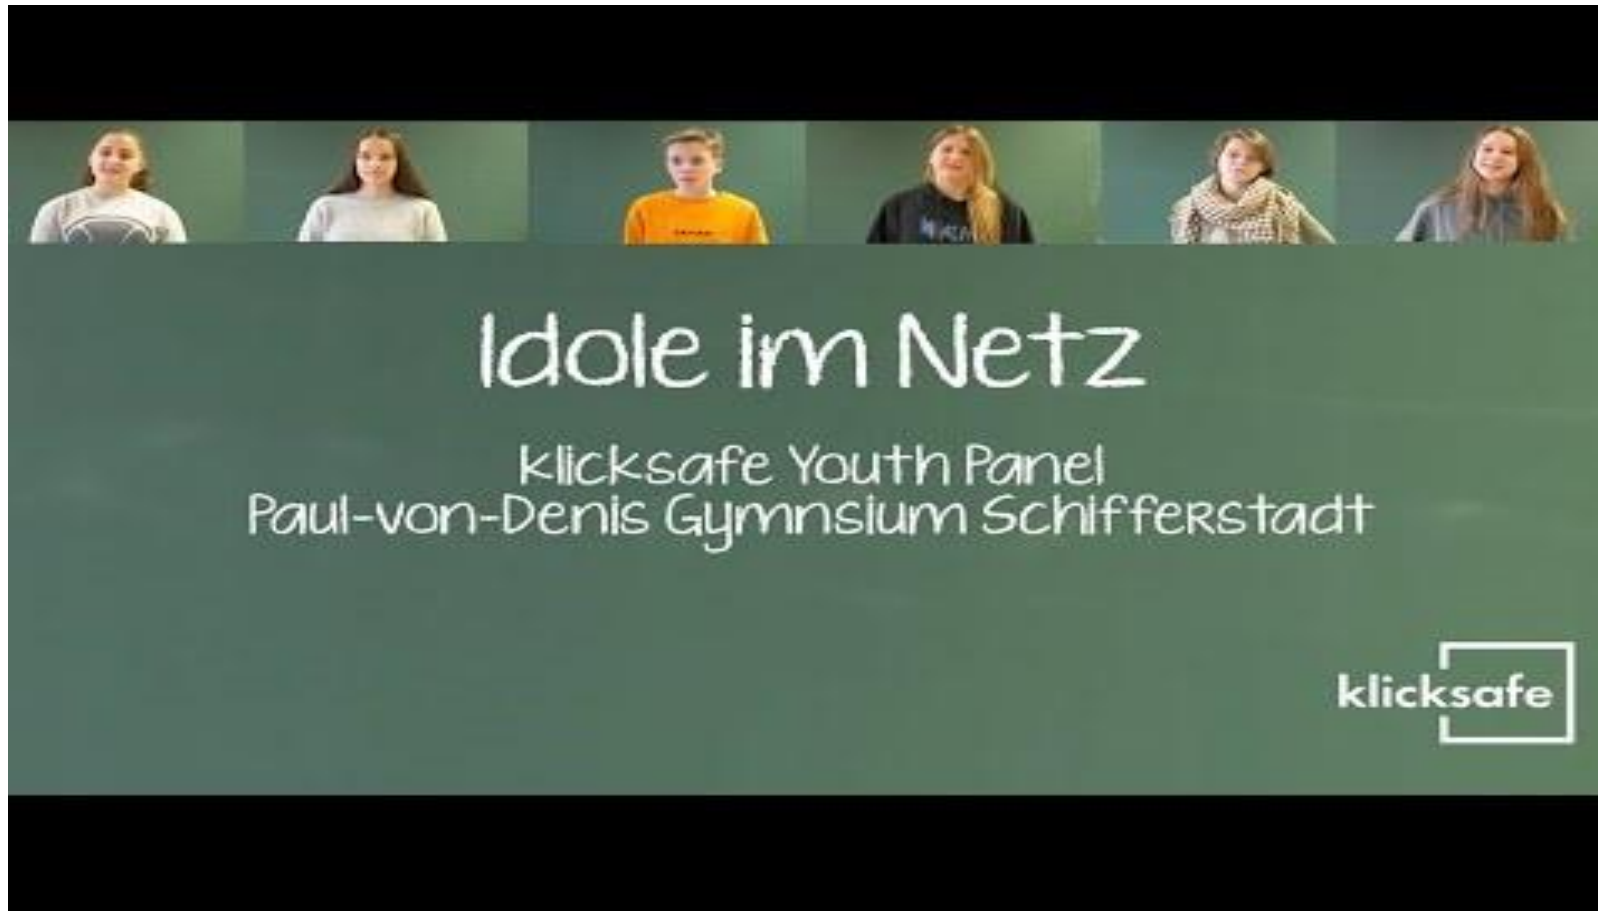 Idole im Netz
klicksafe Youth Panel
Paul-von-Denis Gymnsium Schifferstadt
klicksafe